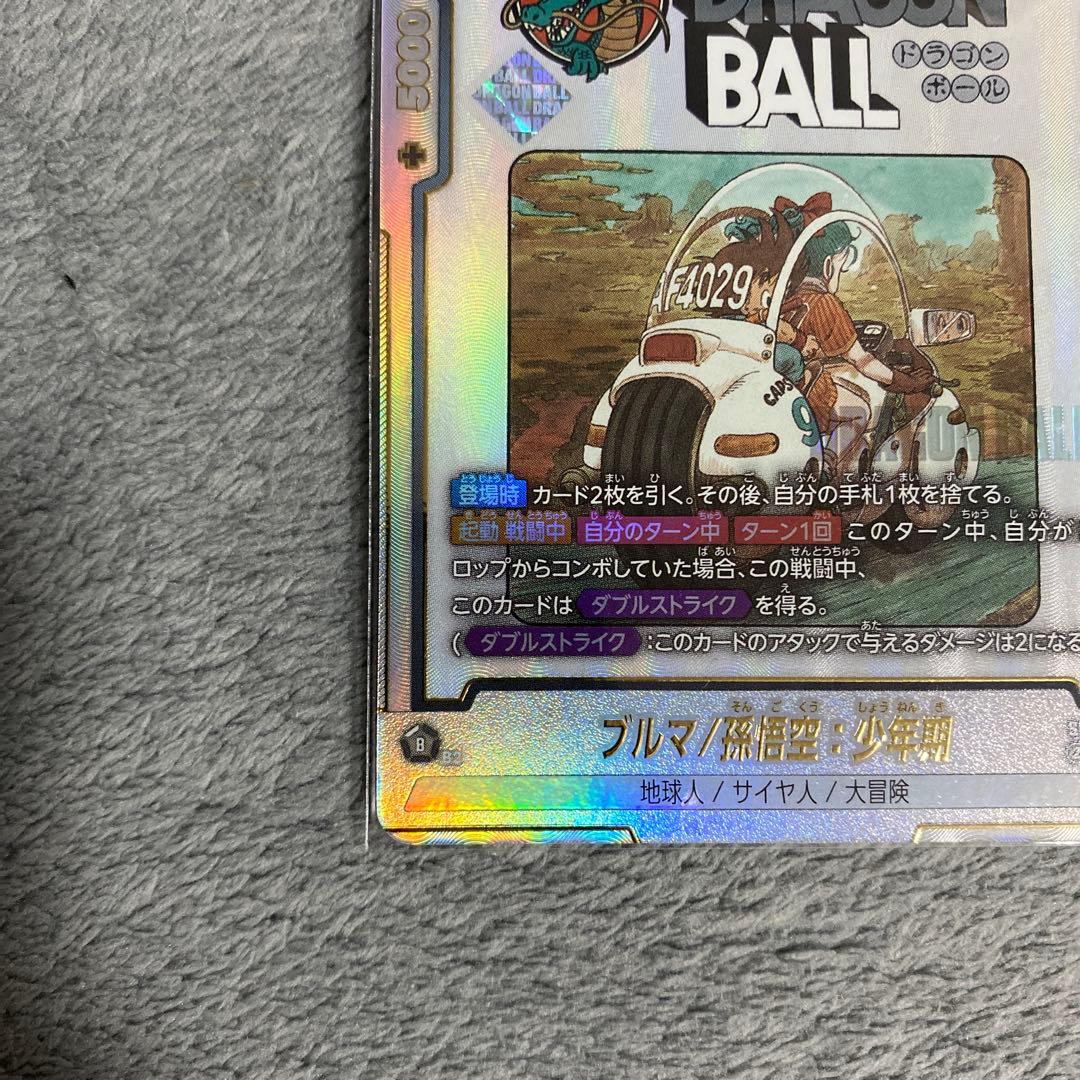 DRAGON
BALL
ドラゴン
ボール
+ 5000
AF4029
CAPS
9
登場時 カード2枚を引く。その後、自分の手札1枚を捨てる。
起動 戦闘中 自分のターン中 ターン1回 このターン中、自分が
ロップからコンボしていた場合、この戦闘中、
このカードは ダブルストライク を得る。
( ダブルストライク :このカードのアタックで与えるダメージは2になる
B
ブルマ/孫悟空:少年期
地球人 / サイヤ人 / 大冒険